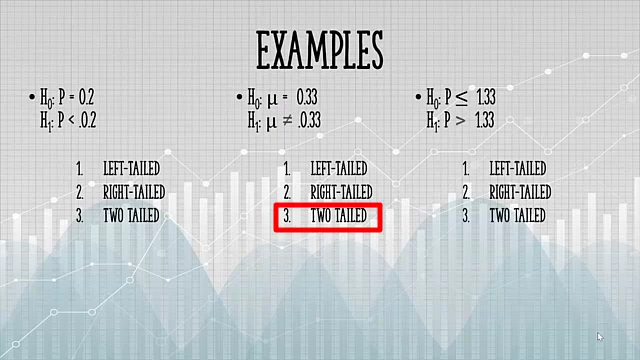 EXAMPLES
• H₀: P = 0.2
H₁: P < .0.2
1. LEFT-TAILED
2. RIGHT-TAILED
3. TWO TAILED
• H₀: μ = 0.33
H₁: μ ≠ .0.33
1. LEFT-TAILED
2. RIGHT-TAILED
3. TWO TAILED
• H₀: P ≤ 1.33
H₁: P > 1.33
1. LEFT-TAILED
2. RIGHT-TAILED
3. TWO TAILED